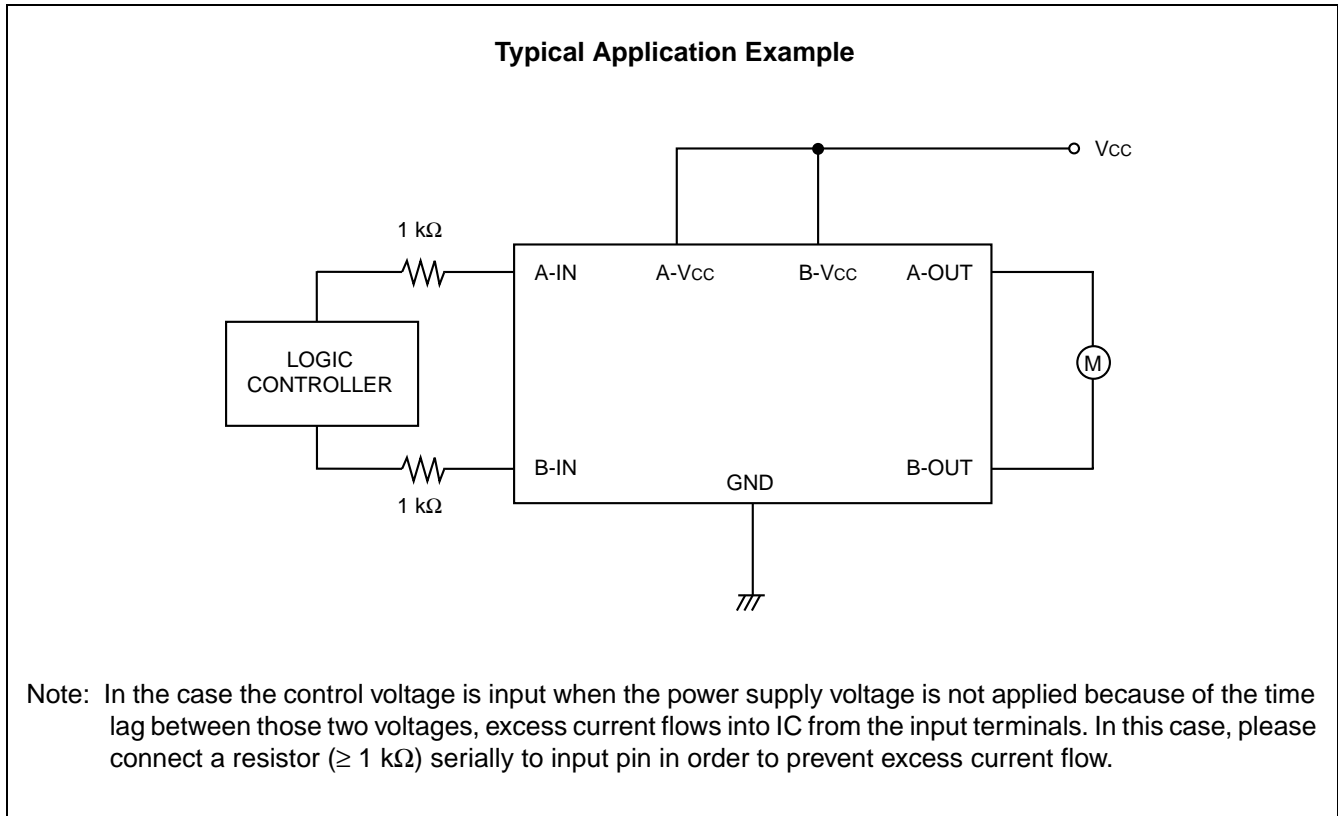 Typical Application Example
VCC
1 kΩ
A-IN
A-VCC
B-VCC
A-OUT
LOGIC
CONTROLLER
M
B-IN
GND
B-OUT
1 kΩ
Note: In the case the control voltage is input when the power supply voltage is not applied because of the time
lag between those two voltages, excess current flows into IC from the input terminals. In this case, please
connect a resistor (≥ 1 kΩ) serially to input pin in order to prevent excess current flow.